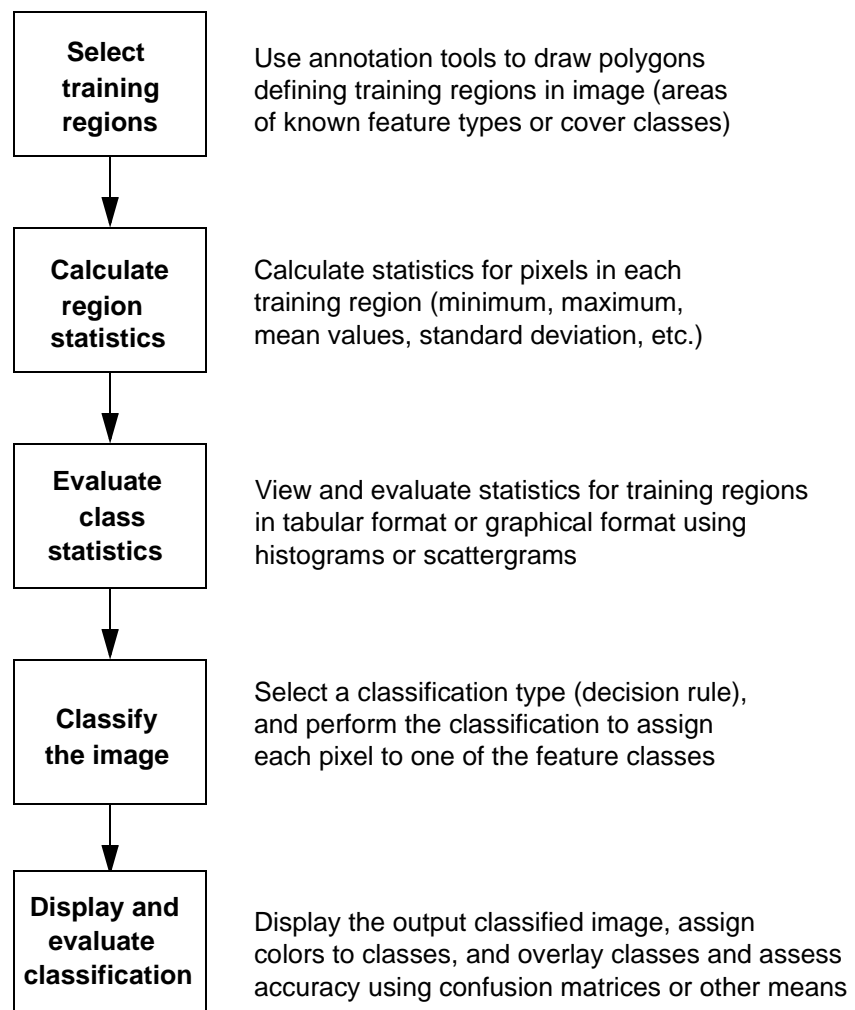 Select
training
regions
Use annotation tools to draw polygons
defining training regions in image (areas
of known feature types or cover classes)
Calculate
region
statistics
Calculate statistics for pixels in each
training region (minimum, maximum,
mean values, standard deviation, etc.)
Evaluate
class
statistics
View and evaluate statistics for training regions
in tabular format or graphical format using
histograms or scattergrams
Classify
the image
Select a classification type (decision rule),
and perform the classification to assign
each pixel to one of the feature classes
Display and
evaluate
classification
Display the output classified image, assign
colors to classes, and overlay classes and assess
accuracy using confusion matrices or other means